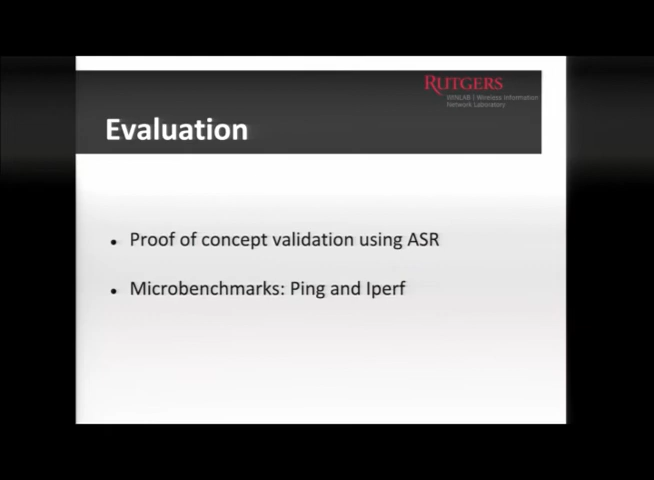 RUTGERS
WINLAB | Wireless Information
Network Laboratory
Evaluation
• Proof of concept validation using ASR
• Microbenchmarks: Ping and Iperf